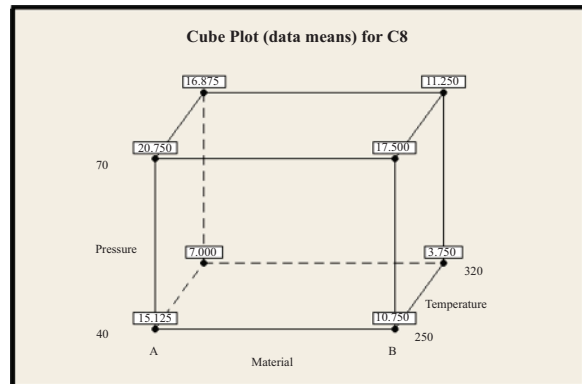 Cube Plot (data means) for C8
16.875 11.250
20.750 17.500
70
Pressure 7.000 3.750
320
Temperature
15.125 10.750
40 250
A B
Material